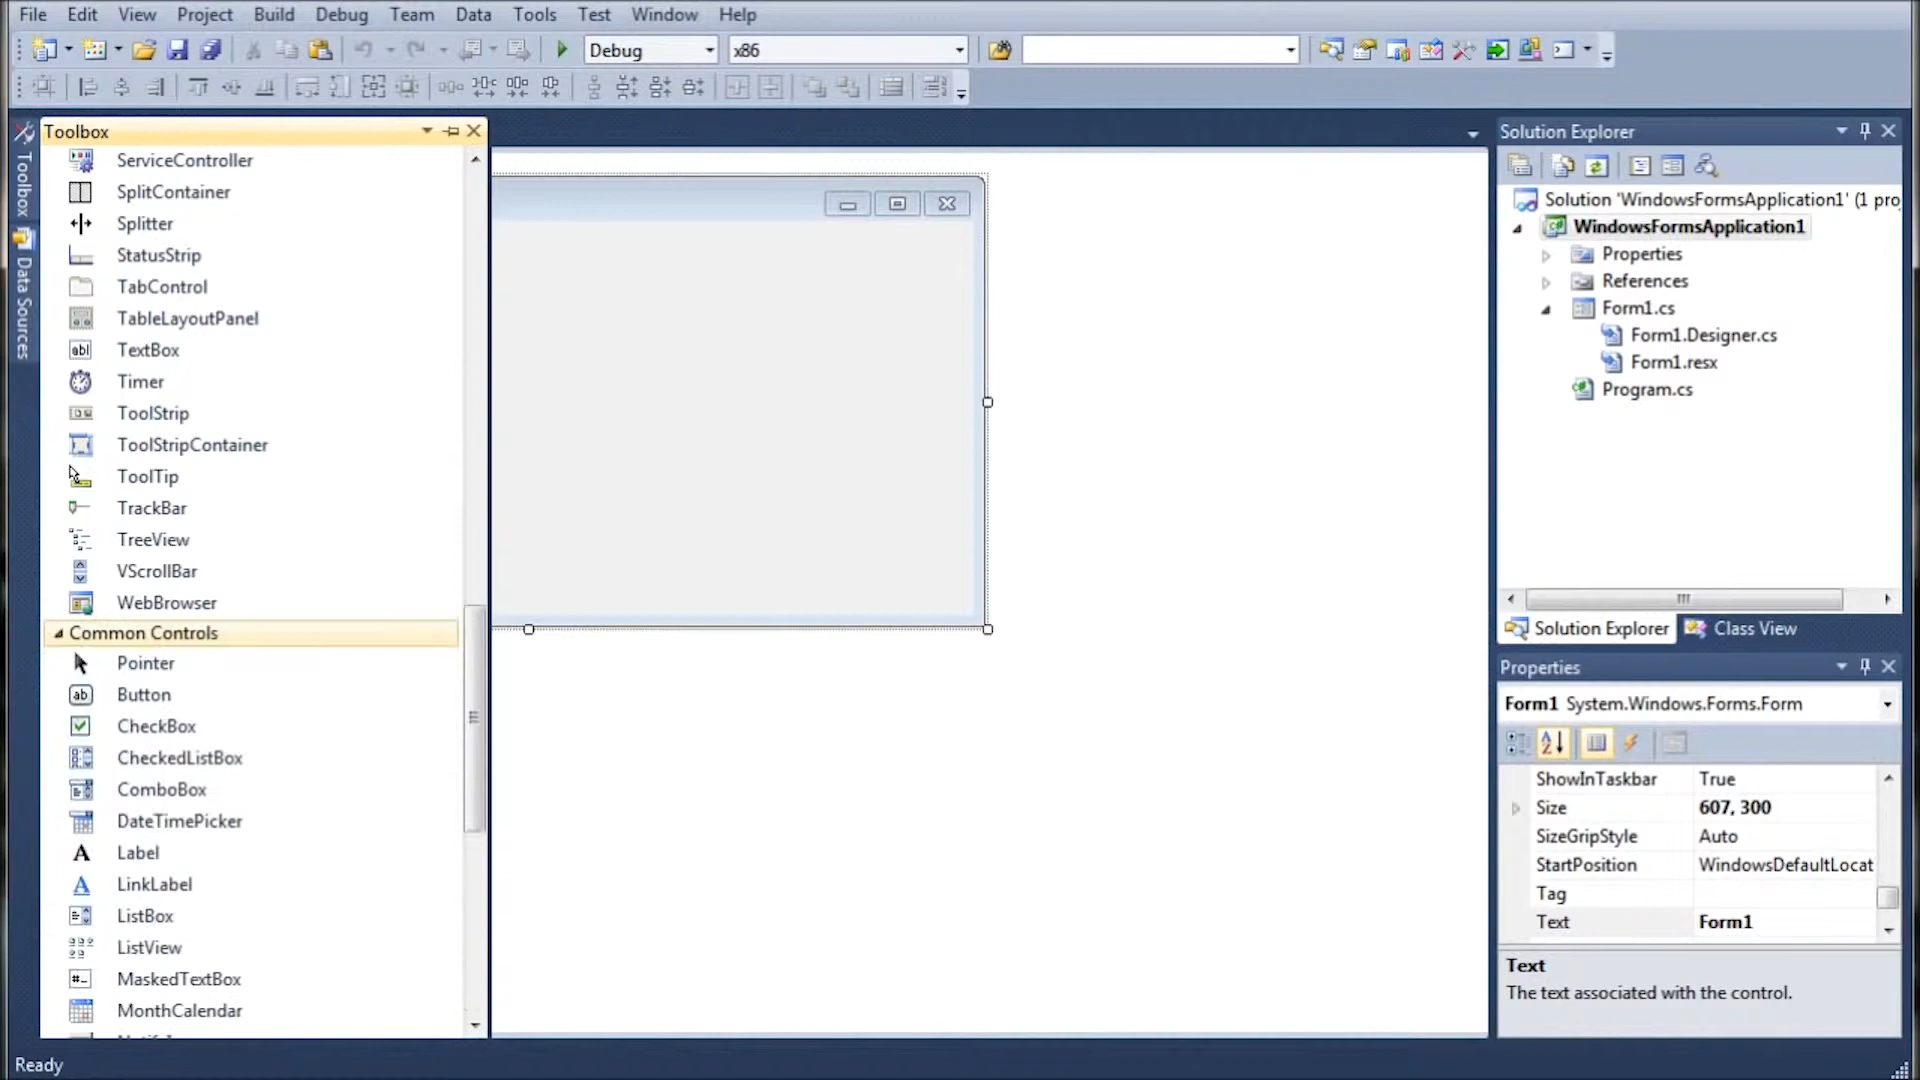 File Edit View Project Build Debug Team Data Tools Test Window Help
Debug x86
Toolbox
Data Sources
Toolbox
ServiceController
SplitContainer
Splitter
StatusStrip
TabControl
TableLayoutPanel
TextBox
Timer
ToolStrip
ToolStripContainer
ToolTip
TrackBar
TreeView
VScrollBar
WebBrowser
Common Controls
Pointer
Button
CheckBox
CheckedListBox
ComboBox
DateTimePicker
Label
LinkLabel
ListBox
ListView
MaskedTextBox
MonthCalendar
Solution Explorer
Solution 'WindowsFormsApplication1' (1 pro
WindowsFormsApplication1
Properties
References
Form1.cs
Form1.Designer.cs
Form1.resx
Program.cs
Solution Explorer Class View
Properties
Form1 System.Windows.Forms.Form
ShowInTaskbar True
Size 607, 300
SizeGripStyle Auto
StartPosition WindowsDefaultLocat
Tag
Text Form1
Text
The text associated with the control.
Ready